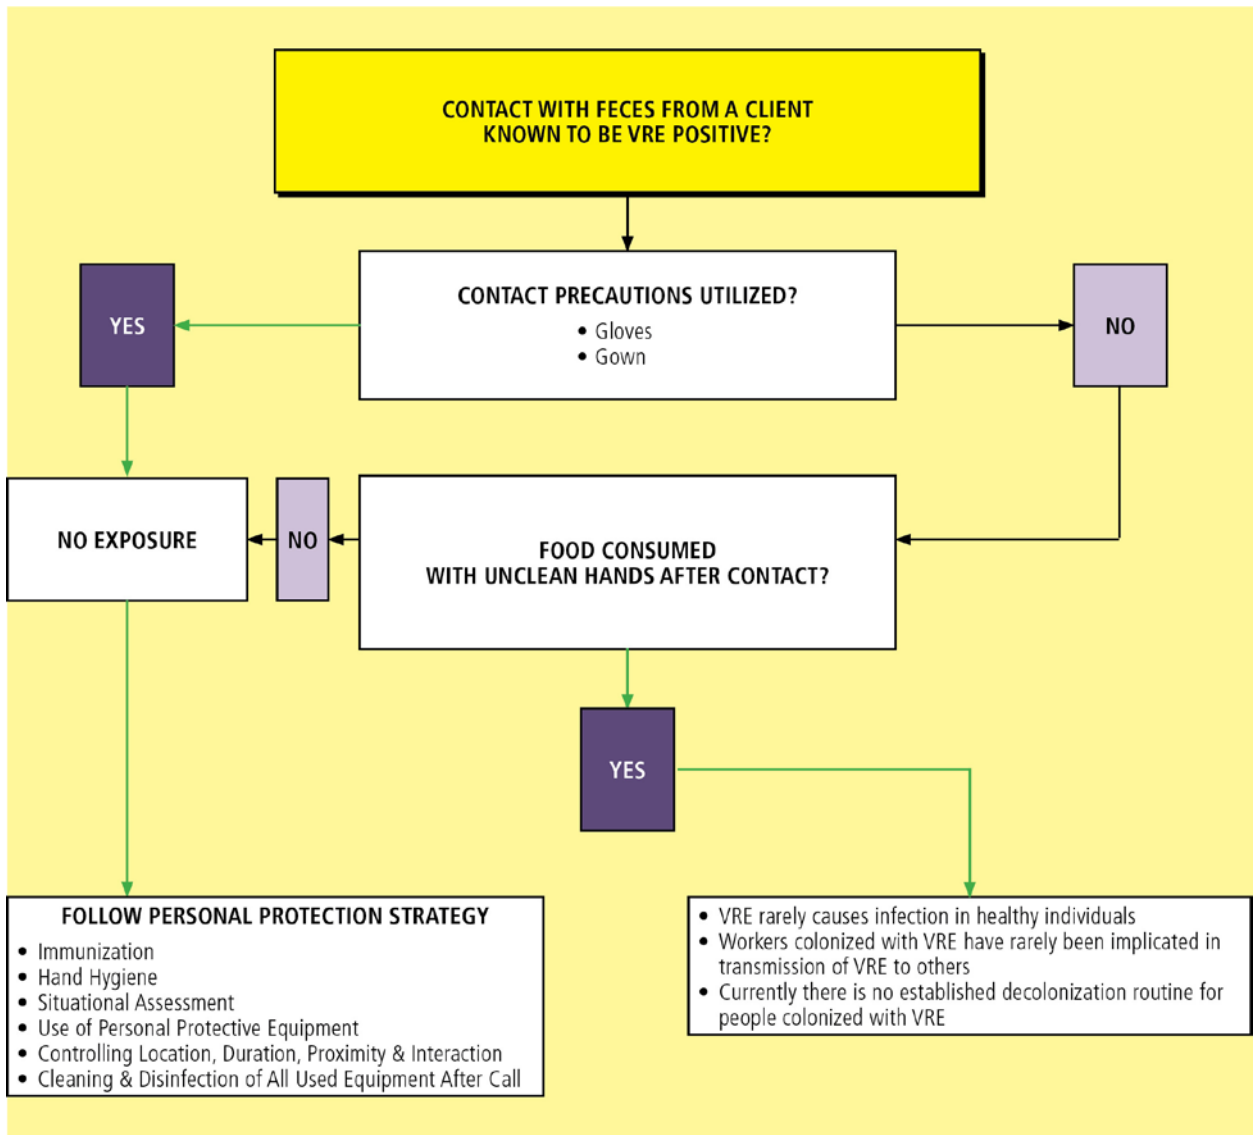 CONTACT WITH FECES FROM A CLIENT
KNOWN TO BE VRE POSITIVE?
CONTACT PRECAUTIONS UTILIZED?
• Gloves
• Gown
YES
NO
NO EXPOSURE
NO
FOOD CONSUMED
WITH UNCLEAN HANDS AFTER CONTACT?
YES
FOLLOW PERSONAL PROTECTION STRATEGY
• Immunization
• Hand Hygiene
• Situational Assessment
• Use of Personal Protective Equipment
• Controlling Location, Duration, Proximity & Interaction
• Cleaning & Disinfection of All Used Equipment After Call
• VRE rarely causes infection in healthy individuals
• Workers colonized with VRE have rarely been implicated in
transmission of VRE to others
• Currently there is no established decolonization routine for
people colonized with VRE